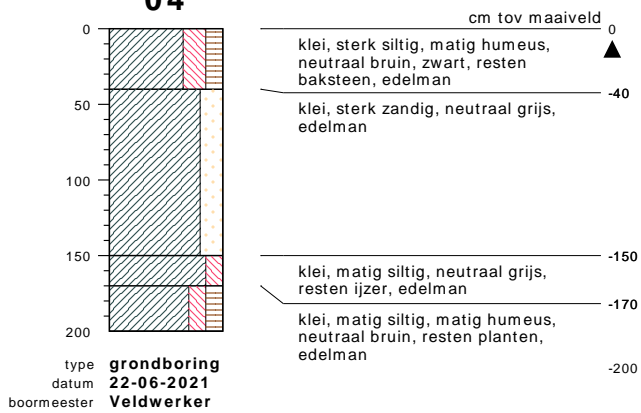 04
cm tov maaiveld
0
0
klei, sterk siltig, matig humeus,
neutraal bruin, zwart, resten
baksteen, edelman
-40
50
klei, sterk zandig, neutraal grijs,
edelman
100
150
-150
klei, matig siltig, neutraal grijs,
resten ijzer, edelman
-170
klei, matig siltig, matig humeus,
neutraal bruin, resten planten,
edelman
200
-200
type grondboring
datum 22-06-2021
boormeester Veldwerker